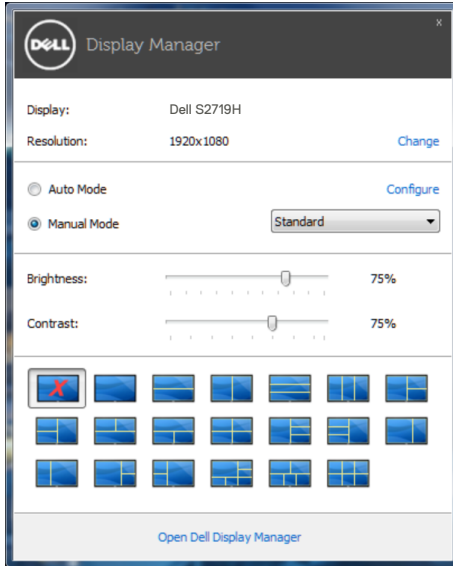 x
DELL Display Manager
Display: Dell S2719H
Resolution: 1920x1080 Change
Auto Mode Configure
Manual Mode Standard
Brightness: 75%
Contrast: 75%
X
Open Dell Display Manager